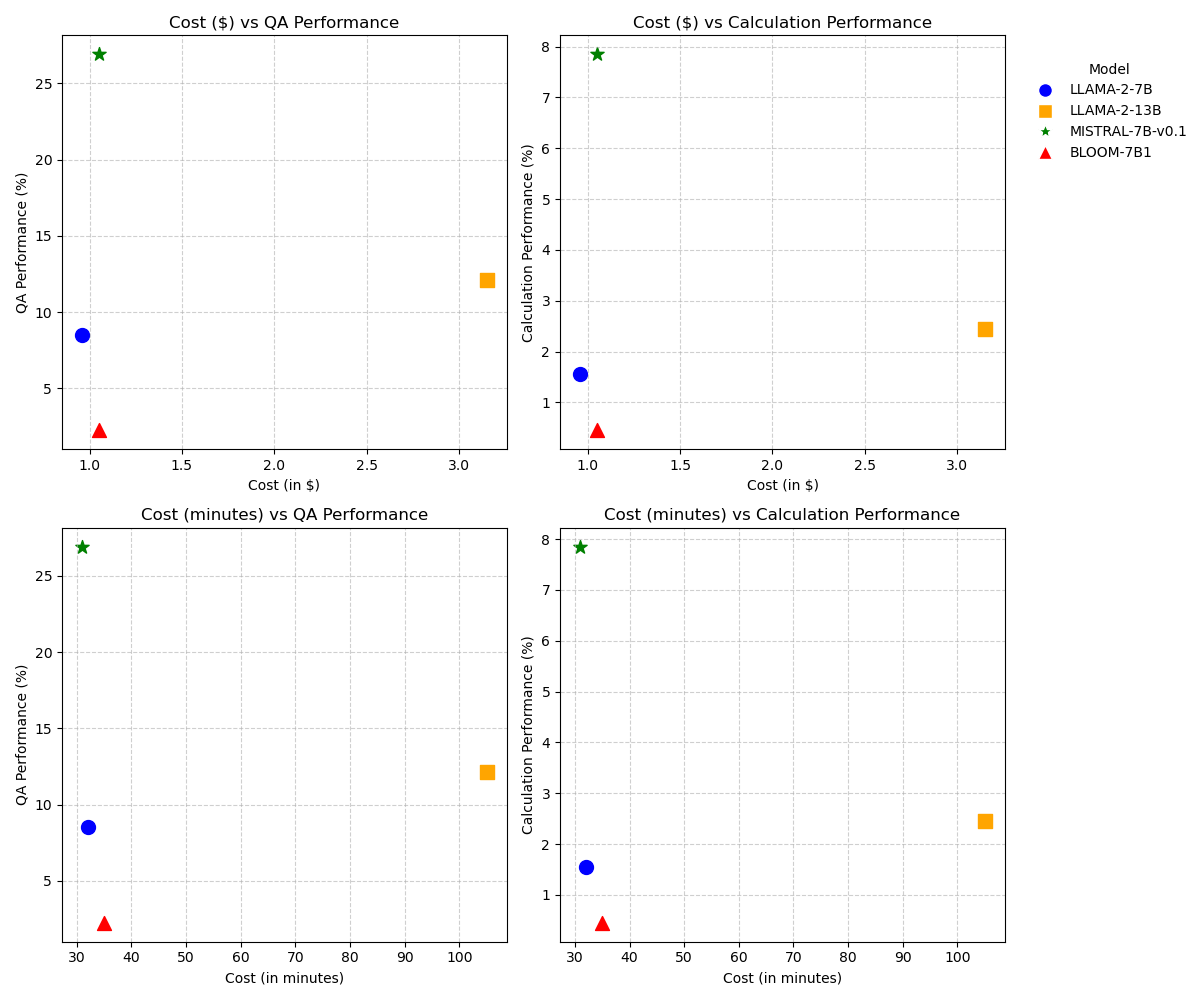 Cost ($) vs QA Performance
QA Performance (%)
25
20
15
10
5
1.0 1.5 2.0 2.5 3.0
Cost (in $)
Cost ($) vs Calculation Performance
Calculation Performance (%)
8
7
6
5
4
3
2
1
1.0 1.5 2.0 2.5 3.0
Cost (in $)
Model
LLAMA-2-7B
LLAMA-2-13B
MISTRAL-7B-v0.1
BLOOM-7B1
Cost (minutes) vs QA Performance
QA Performance (%)
25
20
15
10
5
30 40 50 60 70 80 90 100
Cost (in minutes)
Cost (minutes) vs Calculation Performance
Calculation Performance (%)
8
7
6
5
4
3
2
1
30 40 50 60 70 80 90 100
Cost (in minutes)